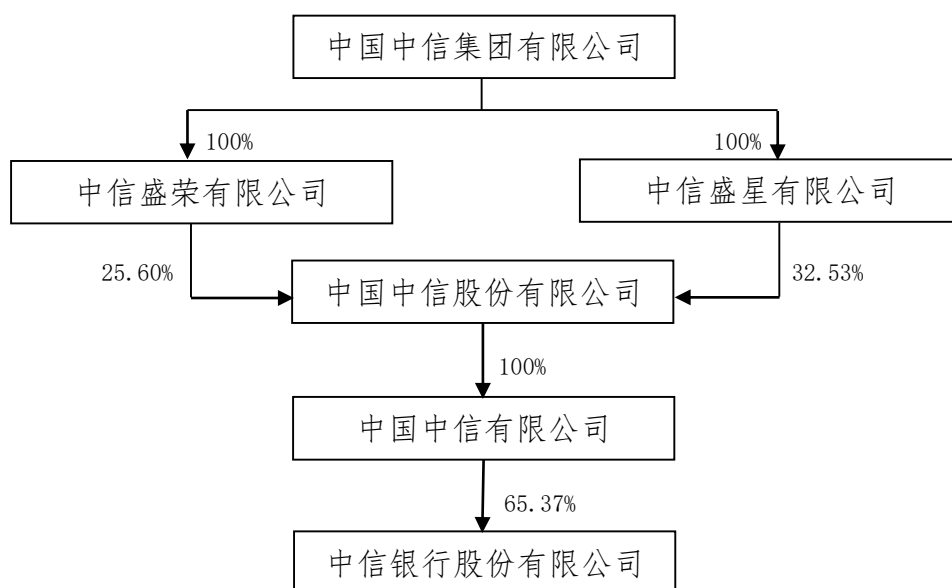 中国中信集团有限公司
100%
100%
中信盛荣有限公司
中信盛星有限公司
25.60%
32.53%
中国中信股份有限公司
100%
中国中信有限公司
65.37%
中信银行股份有限公司